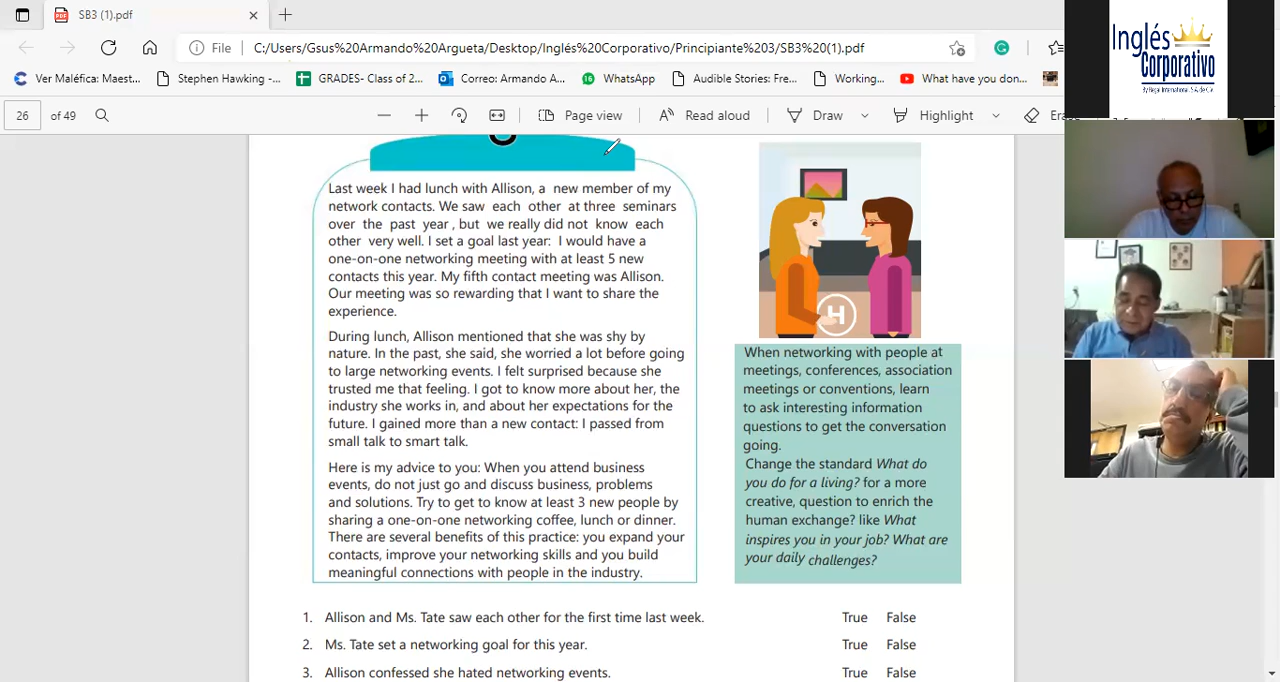 SB3 (1).pdf
File
C:/Users/Gsus%20Armando%20Argueta/Desktop/Inglés%20Corporativo/Principiante%203/SB3%20(1).pdf
Ver Maléfica: Maest...
Stephen Hawking -...
GRADES- Class of 2...
Correo: Armando A...
16
WhatsApp
Audible Stories: Fre...
Working...
What have you don...
26 of 49
Page view
Read aloud
Draw
Highlight
Inglés
Corporativo
By Regal International, S.A. de C.V.
Last week I had lunch with Allison, a new member of my
network contacts. We saw each other at three seminars
over the past year , but we really did not know each
other very well. I set a goal last year: I would have a
one-on-one networking meeting with at least 5 new
contacts this year. My fifth contact meeting was Allison.
Our meeting was so rewarding that I want to share the
experience.
During lunch, Allison mentioned that she was shy by
nature. In the past, she said, she worried a lot before going
to large networking events. I felt surprised because she
trusted me that feeling. I got to know more about her, the
industry she works in, and about her expectations for the
future. I gained more than a new contact: I passed from
small talk to smart talk.
Here is my advice to you: When you attend business
events, do not just go and discuss business, problems
and solutions. Try to get to know at least 3 new people by
sharing a one-on-one networking coffee, lunch or dinner.
There are several benefits of this practice: you expand your
contacts, improve your networking skills and you build
meaningful connections with people in the industry.
H
When networking with people at
meetings, conferences, association
meetings or conventions, learn
to ask interesting information
questions to get the conversation
going.
Change the standard What do
you do for a living? for a more
creative, question to enrich the
human exchange? like What
inspires you in your job? What are
your daily challenges?
1. Allison and Ms. Tate saw each other for the first time last week. True False
2. Ms. Tate set a networking goal for this year. True False
3. Allison confessed she hated networking events. True False